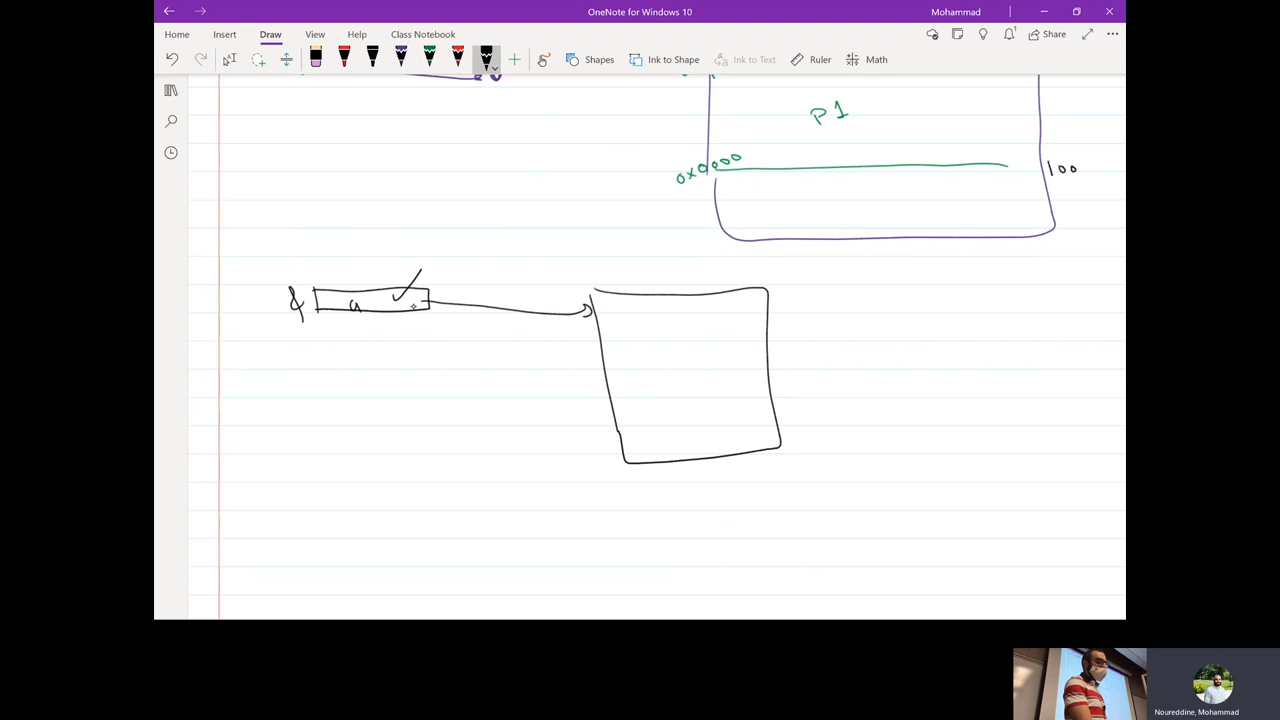 OneNote for Windows 10
Mohammad
Home Insert Draw View Help Class Notebook
Share
Shapes Ink to Shape Ink to Text Ruler Math
P1
0x0000
100
& a
Noureddine, Mohammad